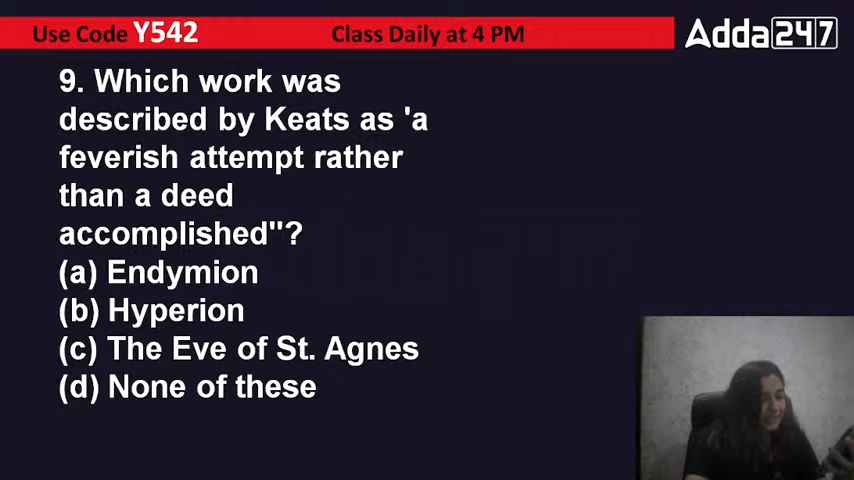 Use Code Y542 Class Daily at 4 PM Adda247
9. Which work was
described by Keats as 'a
feverish attempt rather
than a deed
accomplished"?
(a) Endymion
(b) Hyperion
(c) The Eve of St. Agnes
(d) None of these